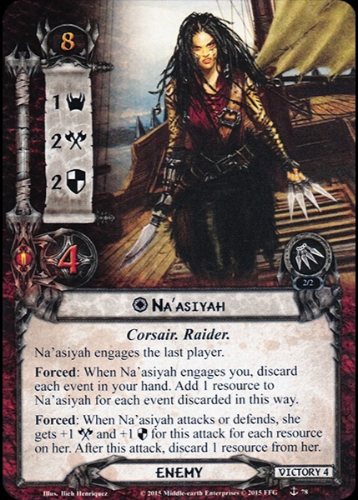 8
1
2
2
4
2/2
Na'asiyah
Corsair. Raider.
Na'asiyah engages the last player.
Forced: When Na'asiyah engages you, discard
each event in your hand. Add 1 resource to
Na'asiyah for each event discarded in this way.
Forced: When Na'asiyah attacks or defends, she
gets +1 and +1 for this attack for each resource
on her. After this attack, discard 1 resource from her.
ENEMY
VICTORY 4
Illus. Bich Henriquez
© 2015 Middle-earth Enterprises © 2015 FFG
78